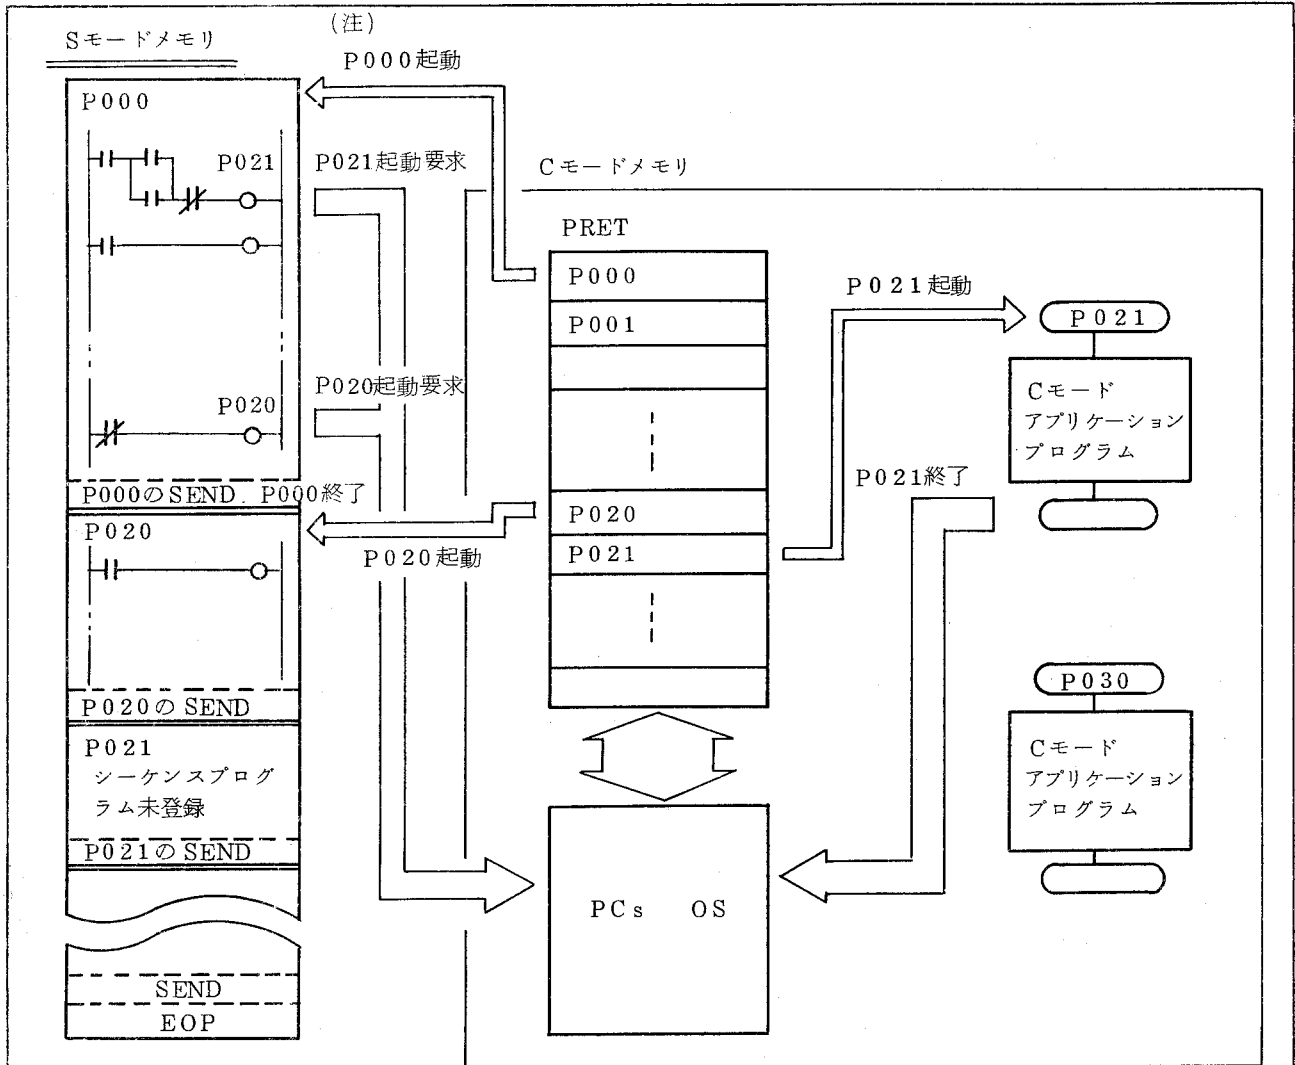 (注)
Sモードメモリ
P000起動
P000
P021
P021起動要求
Cモードメモリ
PRET
P000
P001
P021起動
P021
Cモード
アプリケーション
プログラム
P020起動要求
P020
P021終了
P000のSEND. P000終了
P020
P020
P021
P020起動
P020のSEND
P030
P021
シーケンスプログ
ラム未登録
Cモード
アプリケーション
プログラム
P021のSEND
PCs OS
SEND
EOP